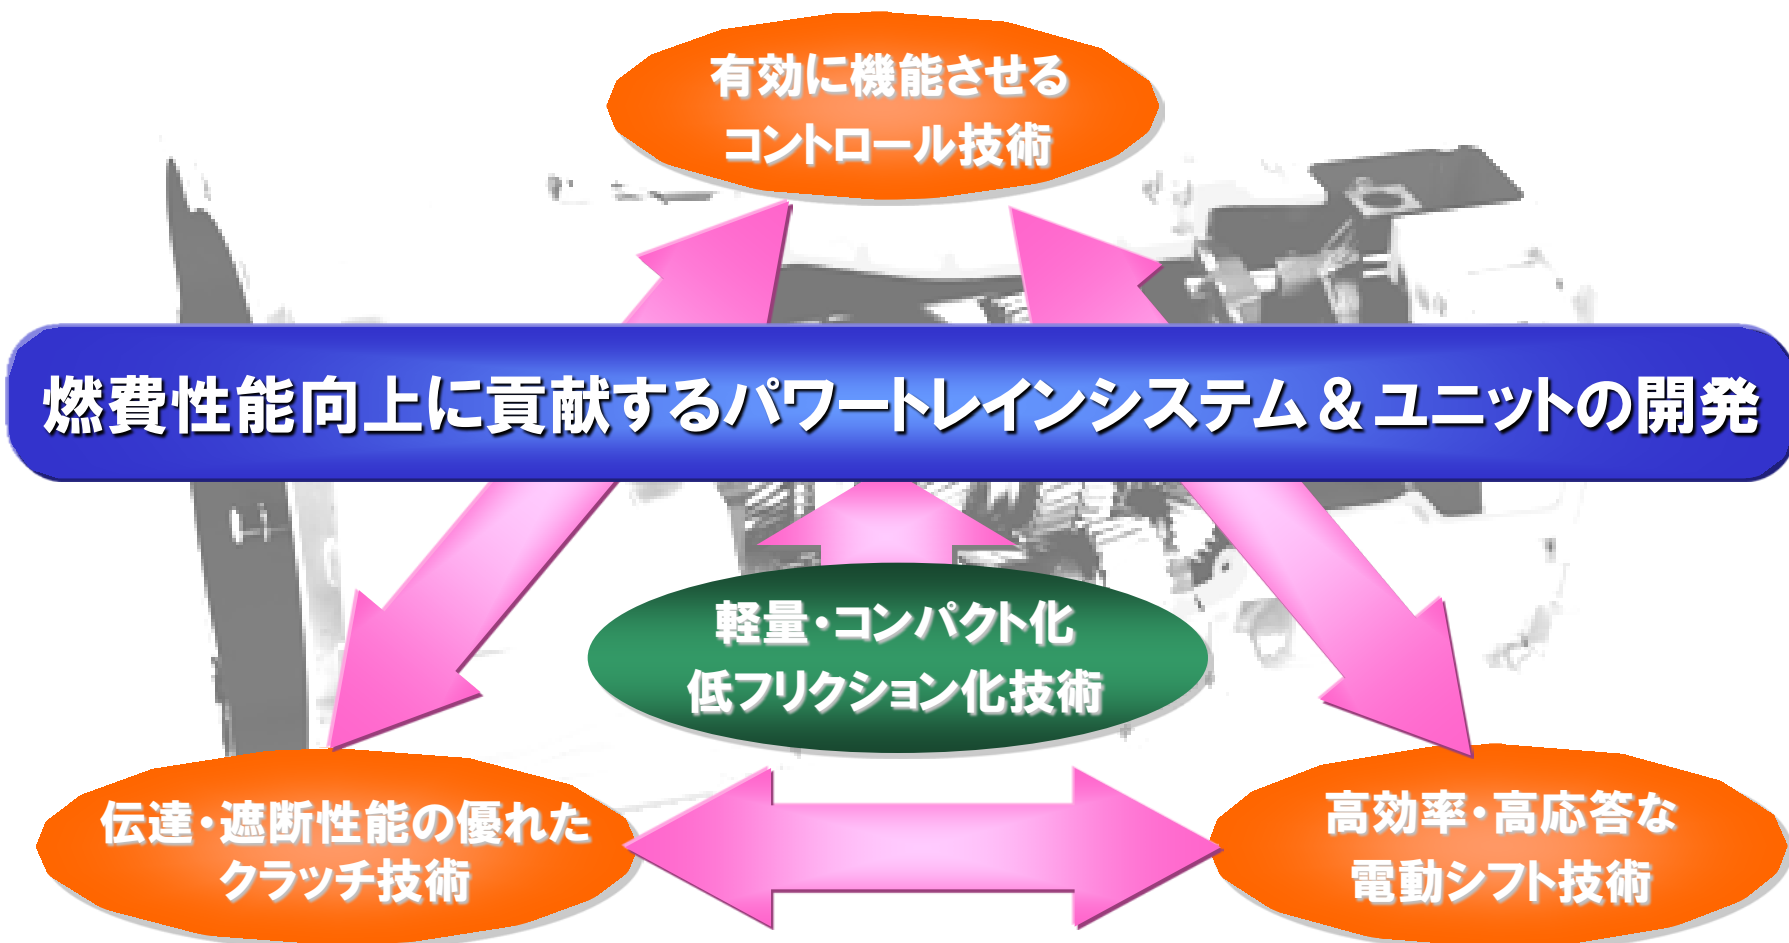 有効に機能させる
コントロール技術
燃費性能向上に貢献するパワートレインシステム＆ユニットの開発
軽量・コンパクト化
低フリクション化技術
伝達・遮断性能の優れた
クラッチ技術
高効率・高応答な
電動シフト技術